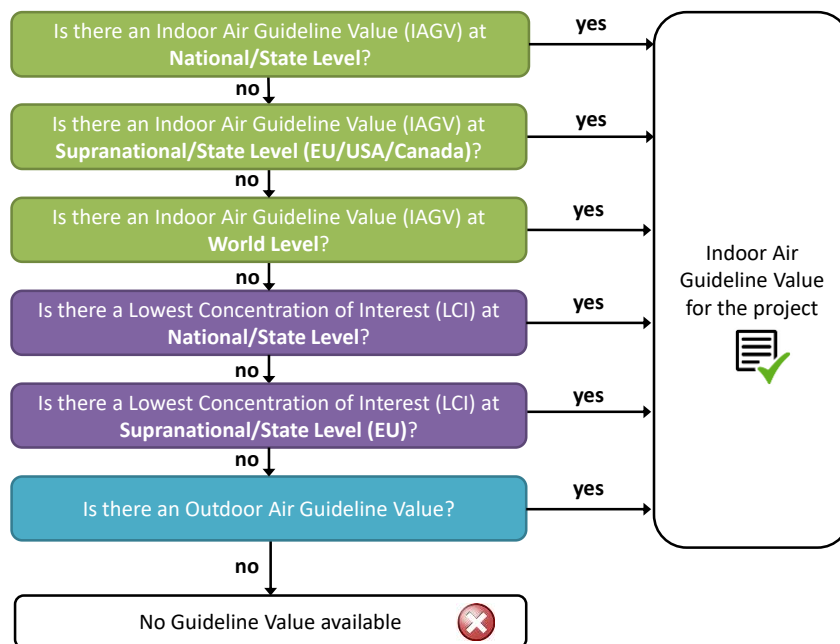 Is there an Indoor Air Guideline Value (IAGV) at
National/State Level?
yes
no
Is there an Indoor Air Guideline Value (IAGV) at
Supranational/State Level (EU/USA/Canada)?
yes
no
Is there an Indoor Air Guideline Value (IAGV) at
World Level?
yes
no
Is there a Lowest Concentration of Interest (LCI) at
National/State Level?
yes
no
Is there a Lowest Concentration of Interest (LCI) at
Supranational/State Level (EU)?
yes
no
Is there an Outdoor Air Guideline Value?
yes
no
No Guideline Value available
Indoor Air
Guideline Value
for the project